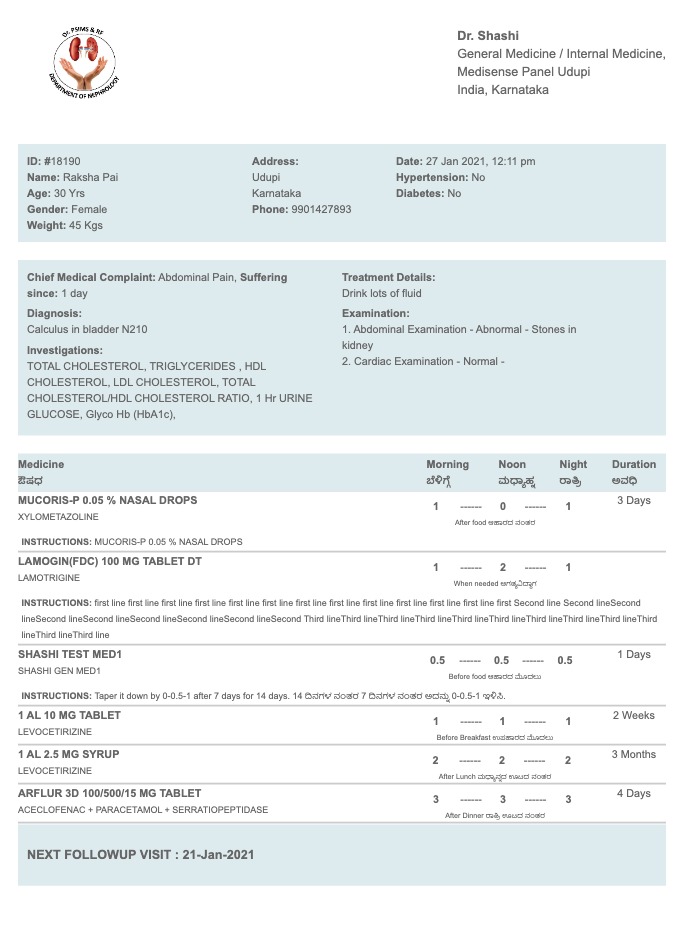 Dr. PSIMS & RF
DEPARTMENT OF NEPHROLOGY
Dr. Shashi
General Medicine / Internal Medicine,
Medisense Panel Udupi
India, Karnataka
ID: #18190
Name: Raksha Pai
Age: 30 Yrs
Gender: Female
Weight: 45 Kgs
Address:
Udupi
Karnataka
Phone: 9901427893
Date: 27 Jan 2021, 12:11 pm
Hypertension: No
Diabetes: No
Chief Medical Complaint: Abdominal Pain, Suffering
since: 1 day
Diagnosis:
Calculus in bladder N210
Investigations:
TOTAL CHOLESTEROL, TRIGLYCERIDES , HDL
CHOLESTEROL, LDL CHOLESTEROL, TOTAL
CHOLESTEROL/HDL CHOLESTEROL RATIO, 1 Hr URINE
GLUCOSE, Glyco Hb (HbA1c),
Treatment Details:
Drink lots of fluid
Examination:
1. Abdominal Examination - Abnormal - Stones in
kidney
2. Cardiac Examination - Normal -
Medicine Morning Noon Night Duration
ಔಷಧ ಬೆಳಿಗ್ಗೆ ಮಧ್ಯಾಹ್ನ ರಾತ್ರಿ ಅವಧಿ
MUCORIS-P 0.05 % NASAL DROPS 1 ------ 0 ------ 1 3 Days
XYLOMETAZOLINE
After food ಆಹಾರದ ನಂತರ
INSTRUCTIONS: MUCORIS-P 0.05 % NASAL DROPS
LAMOGIN(FDC) 100 MG TABLET DT 1 ------ 2 ------ 1
LAMOTRIGINE
When needed ಅಗತ್ಯವಿದ್ದಾಗ
INSTRUCTIONS: first line first line first line first line first line first line first line first line first line first line first line first line Second line Second lineSecond
lineSecond lineSecond lineSecond lineSecond lineSecond lineSecond Third lineThird lineThird lineThird lineThird lineThird lineThird lineThird lineThird lineThird
lineThird lineThird line
SHASHI TEST MED1 0.5 ------ 0.5 ------ 0.5 1 Days
SHASHI GEN MED1
Before food ಆಹಾರದ ಮೊದಲು
INSTRUCTIONS: Taper it down by 0-0.5-1 after 7 days for 14 days. 14 ದಿನಗಳ ನಂತರ 7 ದಿನಗಳ ನಂತರ ಅದನ್ನು 0-0.5-1 ಇಳಿಸಿ.
1 AL 10 MG TABLET 1 ------ 1 ------ 1 2 Weeks
LEVOCETIRIZINE
Before Breakfast ಉಪಹಾರದ ಮೊದಲು
1 AL 2.5 MG SYRUP 2 ------ 2 ------ 2 3 Months
LEVOCETIRIZINE
After Lunch ಮಧ್ಯಾಹ್ನದ ಊಟದ ನಂತರ
ARFLUR 3D 100/500/15 MG TABLET 3 ------ 3 ------ 3 4 Days
ACECLOFENAC + PARACETAMOL + SERRATIOPEPTIDASE
After Dinner ರಾತ್ರಿ ಊಟದ ನಂತರ
NEXT FOLLOWUP VISIT : 21-Jan-2021